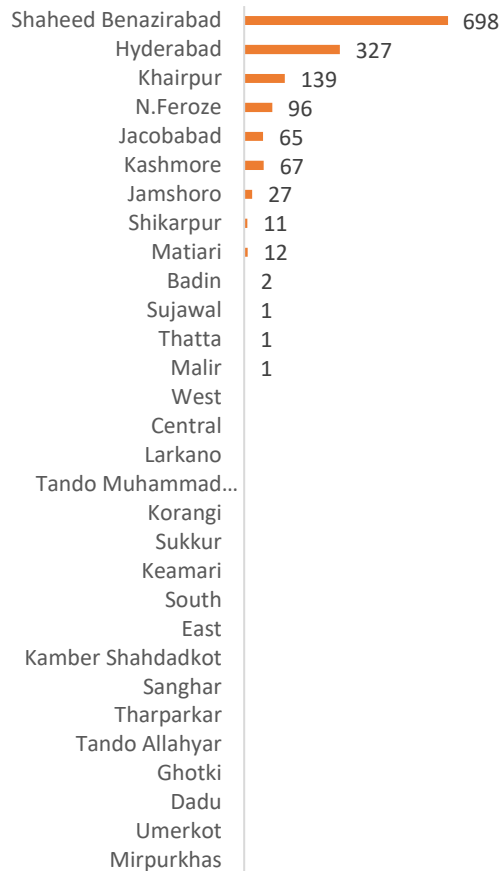 Shaheed Benazirabad 698
Hyderabad 327
Khairpur 139
N.Feroze 96
Jacobabad 65
Kashmore 67
Jamshoro 27
Shikarpur 11
Matiari 12
Badin 2
Sujawal 1
Thatta 1
Malir 1
West
Central
Larkano
Tando Muhammad...
Korangi
Sukkur
Keamari
South
East
Kamber Shahdadkot
Sanghar
Tharparkar
Tando Allahyar
Ghotki
Dadu
Umerkot
Mirpurkhas